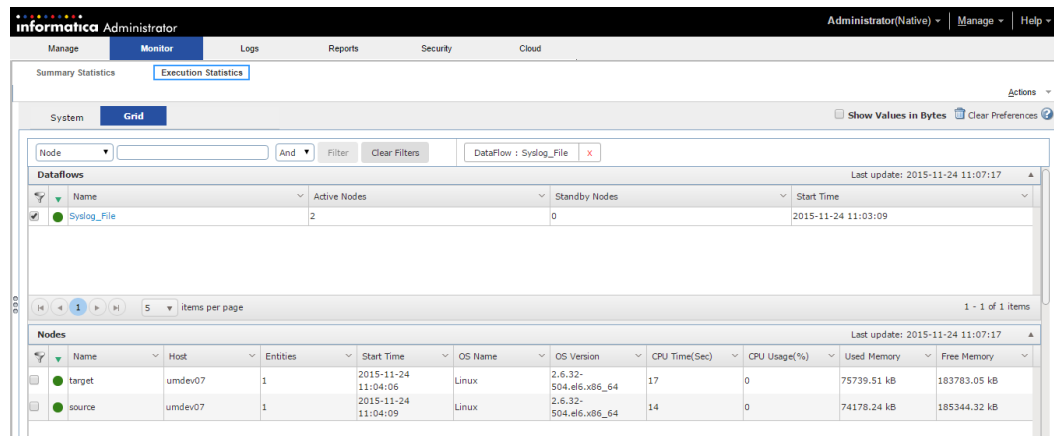 informatica Administrator Administrator(Native) Manage Help
Manage Monitor Logs Reports Security Cloud
Summary Statistics Execution Statistics
Actions
System Grid Show Values in Bytes Clear Preferences ?
Node And Filter Clear Filters DataFlow : Syslog_File x
Dataflows Last update: 2015-11-24 11:07:17
Name Active Nodes Standby Nodes Start Time
Syslog_File 2 0 2015-11-24 11:03:09
1 5 items per page 1 - 1 of 1 items
Nodes Last update: 2015-11-24 11:07:17
Name Host Entities Start Time OS Name OS Version CPU Time(Sec) CPU Usage(%) Used Memory Free Memory
target umdev07 1 2015-11-24 11:04:06 Linux 2.6.32-504.el6.x86_64 17 0 75739.51 kB 183783.05 kB
source umdev07 1 2015-11-24 11:04:09 Linux 2.6.32-504.el6.x86_64 14 0 74178.24 kB 185344.32 kB